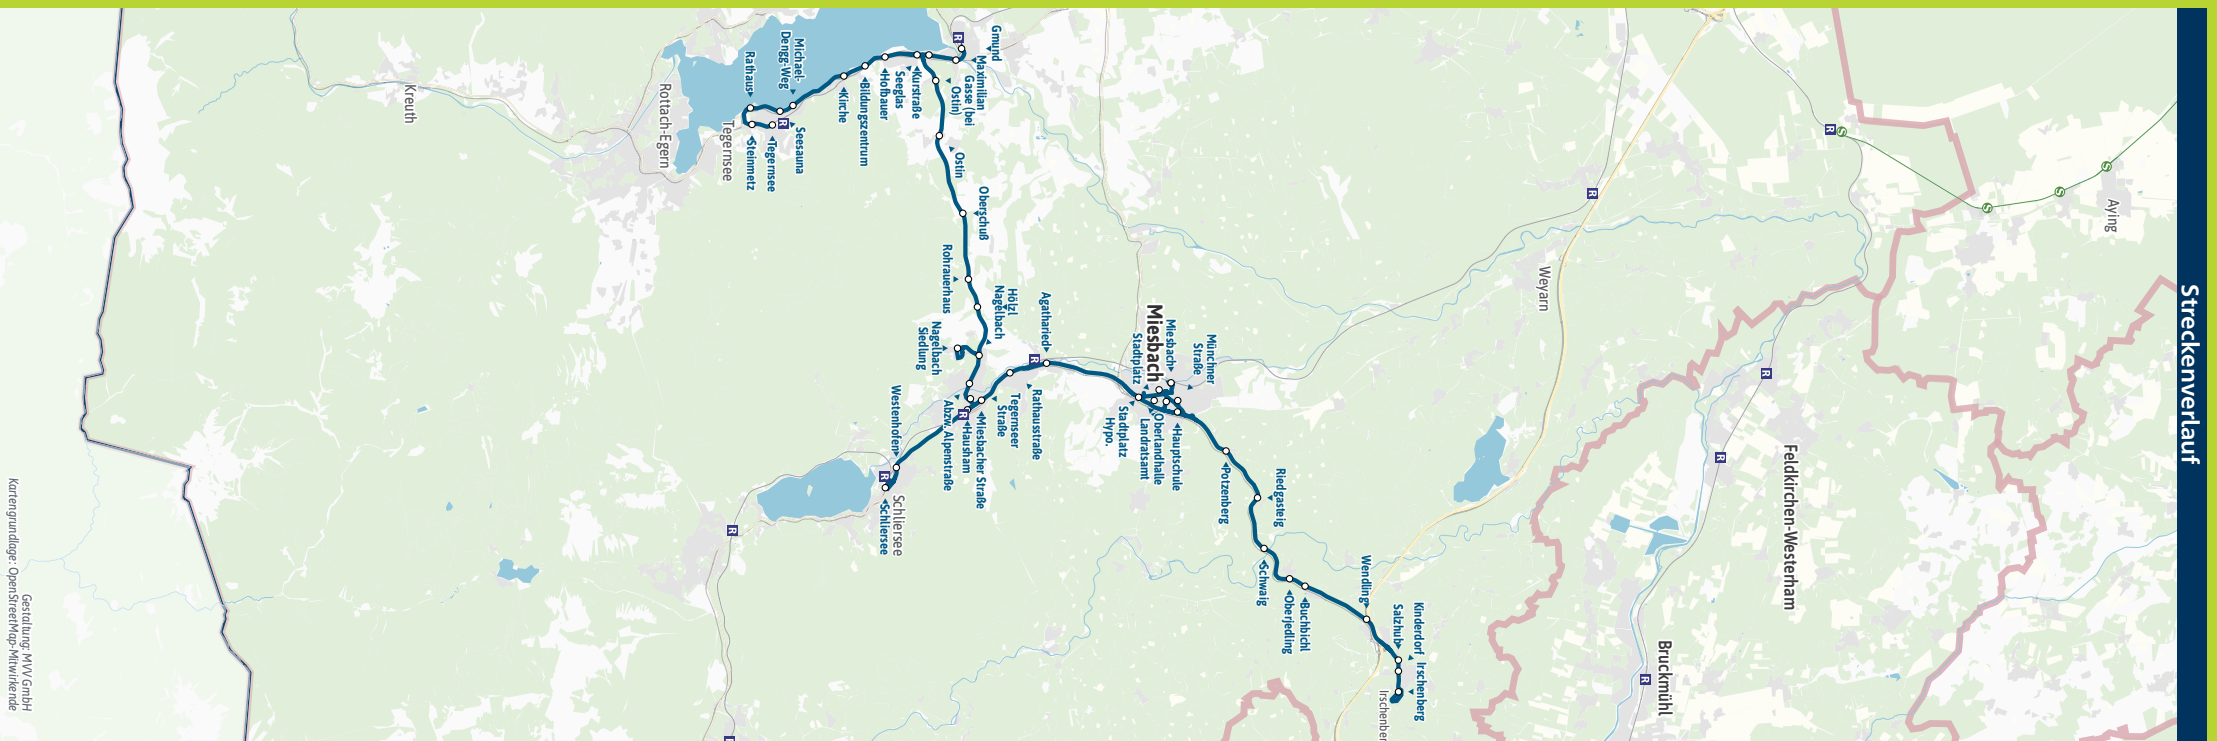 Streckenverlauf
Aying
Feldkirchen-Westerham
Bruckmühl
Weyarn
Irschenber
Irschenberg
Kinderdorf
Salzhub
Wendling
Buchbichl
Oberjedling
Schwaig
Riedgasteig
Potzenberg
Münchner
Straße
Miesbach
Miesbach
Stadtplatz
Hauptschule
Oberlandhalle
Landratsamt
Stadtplatz
Hypo.
Agatharied
Rathausstraße
Tegernseer
Straße
Miesbacher Straße
Hausham
Abzw. Alpenstraße
Westenhofen
Schliersee
Schliersee
Hölzl
Nagelbach
Nagelbach
Siedlung
Rohrauerhaus
Oberschuß
Ostin
Gmund
Maximilian
Gasse (bei
Ostin)
Kurstraße
Seeglas
Hofbauer
Bildungszentrum
Kirche
Michael-
Dengg-Weg
Seesauna
Tegernsee
Steinmetz
Rathaus
Tegernsee
Rottach-Egern
Kreuth
Gestaltung: MVV GmbH
Kartengrundlage: OpenStreetMap-Mitwirkende
R
R
R
R
R
R
R
R
R
R
R
R
S
S
S
S